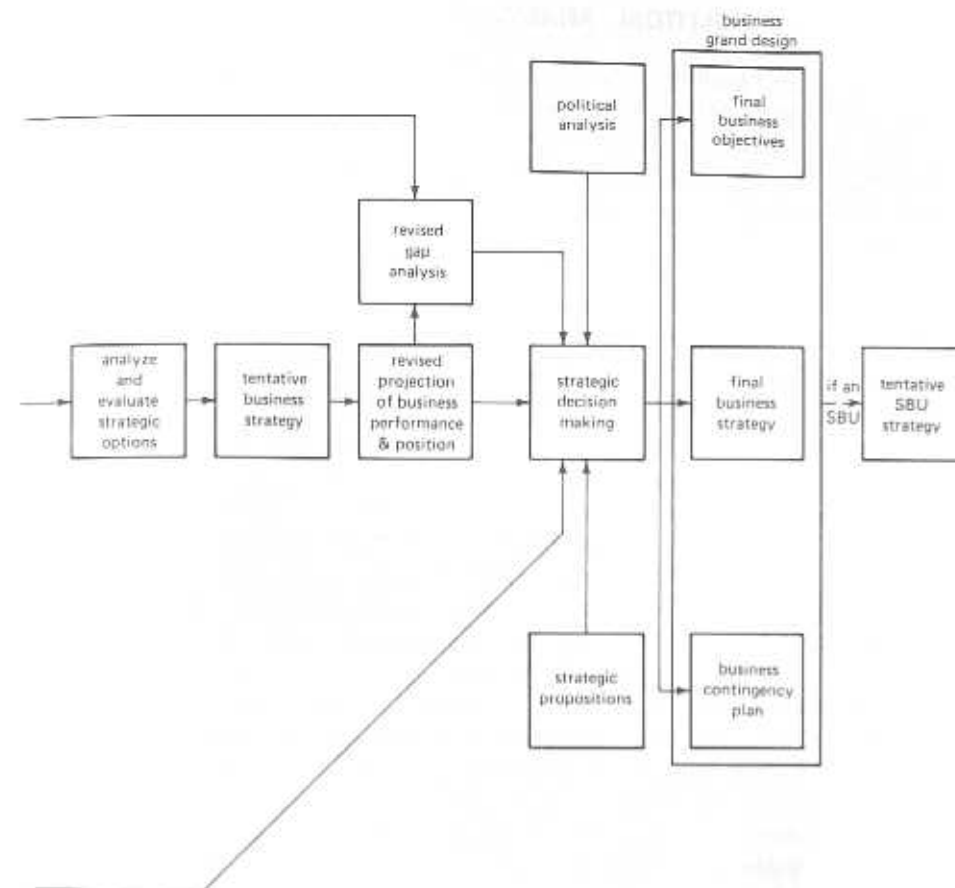 business
grand design
political
analysis
final
business
objectives
revised
gap
analysis
analyze
and
evaluate
strategic
options
tentative
business
strategy
revised
projection
of business
performance
& position
strategic
decision
making
final
business
strategy
if an
SBU
tentative
SBU
strategy
strategic
propositions
business
contingency
plan